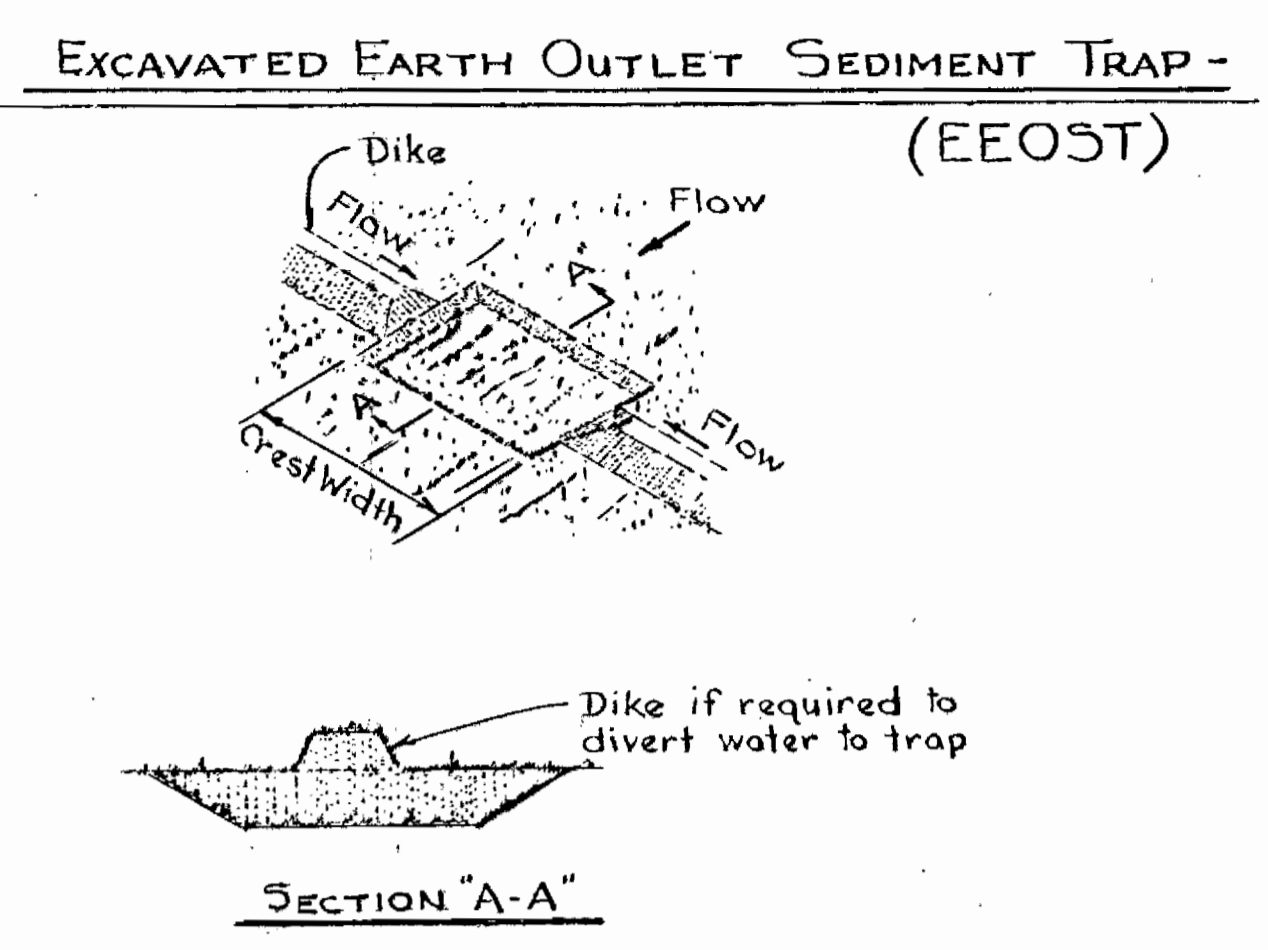 EXCAVATED EARTH OUTLET SEDIMENT TRAP -
(EEOST)
Dike
Flow
Flow
"A"
"A"
Flow
Crest Width
Dike if required to
divert water to trap
SECTION "A-A"